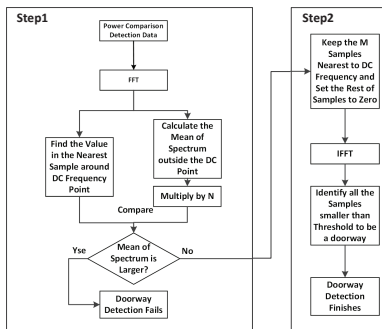 Step1
Power Comparison
Detection Data
FFT
Find the Value
in the Nearest
Sample around
DC Frequency
Point
Calculate the
Mean of
Spectrum
outside the DC
Point
Multiply by N
Compare
Mean of
Spectrum is
Larger?
Yse
No
Doorway
Detection Fails
Step2
Keep the M
Samples
Nearest to DC
Frequency and
Set the Rest of
Samples to Zero
IFFT
Identify all the
Samples
smaller than
Threshold to be
a doorway
Doorway
Detection
Finishes